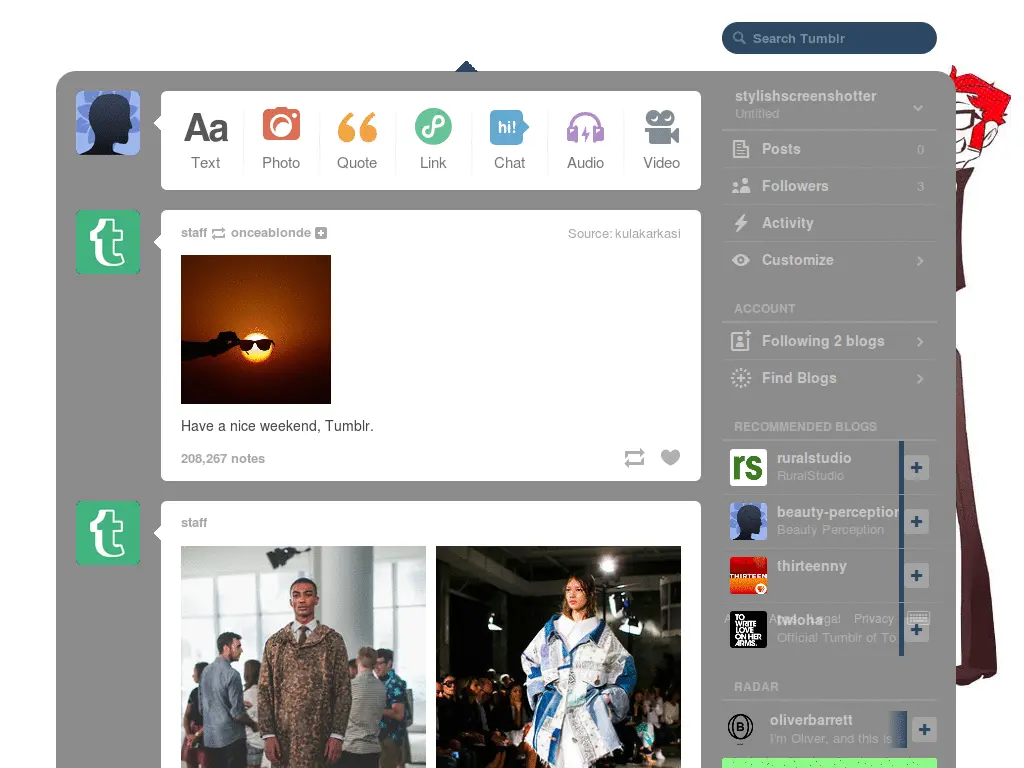 Search Tumblr
stylishscreenshotter
Untitled
Aa
hi!
Text
Photo
Quote
Link
Chat
Audio
Video
Posts 0
Followers 3
Activity
Customize
ACCOUNT
Following 2 blogs
Find Blogs
staff onceablonde
Source: kulakarkasi
Have a nice weekend, Tumblr.
208,267 notes
staff
RECOMMENDED BLOGS
rs
ruralstudio
RuralStudio
beauty-perception
Beauty Perception
THIRTEEN
thirteenny
TO
WRITE
LOVE
ON HER
ARMS.
twloha
Legal Privacy
Official Tumblr of To
RADAR
B
oliverbarrett
I'm Oliver, and this is a